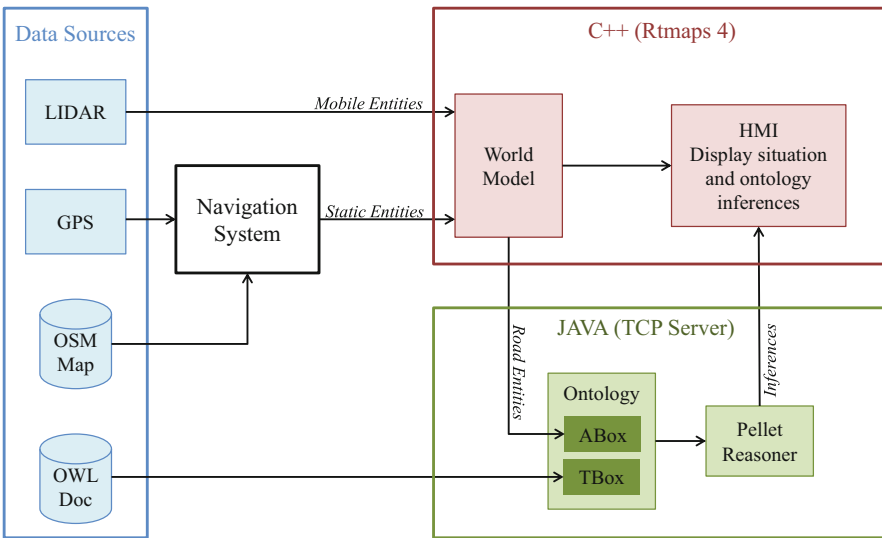 Data Sources
LIDAR
GPS
OSM
Map
OWL
Doc
Navigation
System
Mobile Entities
Static Entities
C++ (Rtmaps 4)
World
Model
HMI
Display situation
and ontology
inferences
Road Entities
Inferences
JAVA (TCP Server)
Ontology
ABox
TBox
Pellet
Reasoner